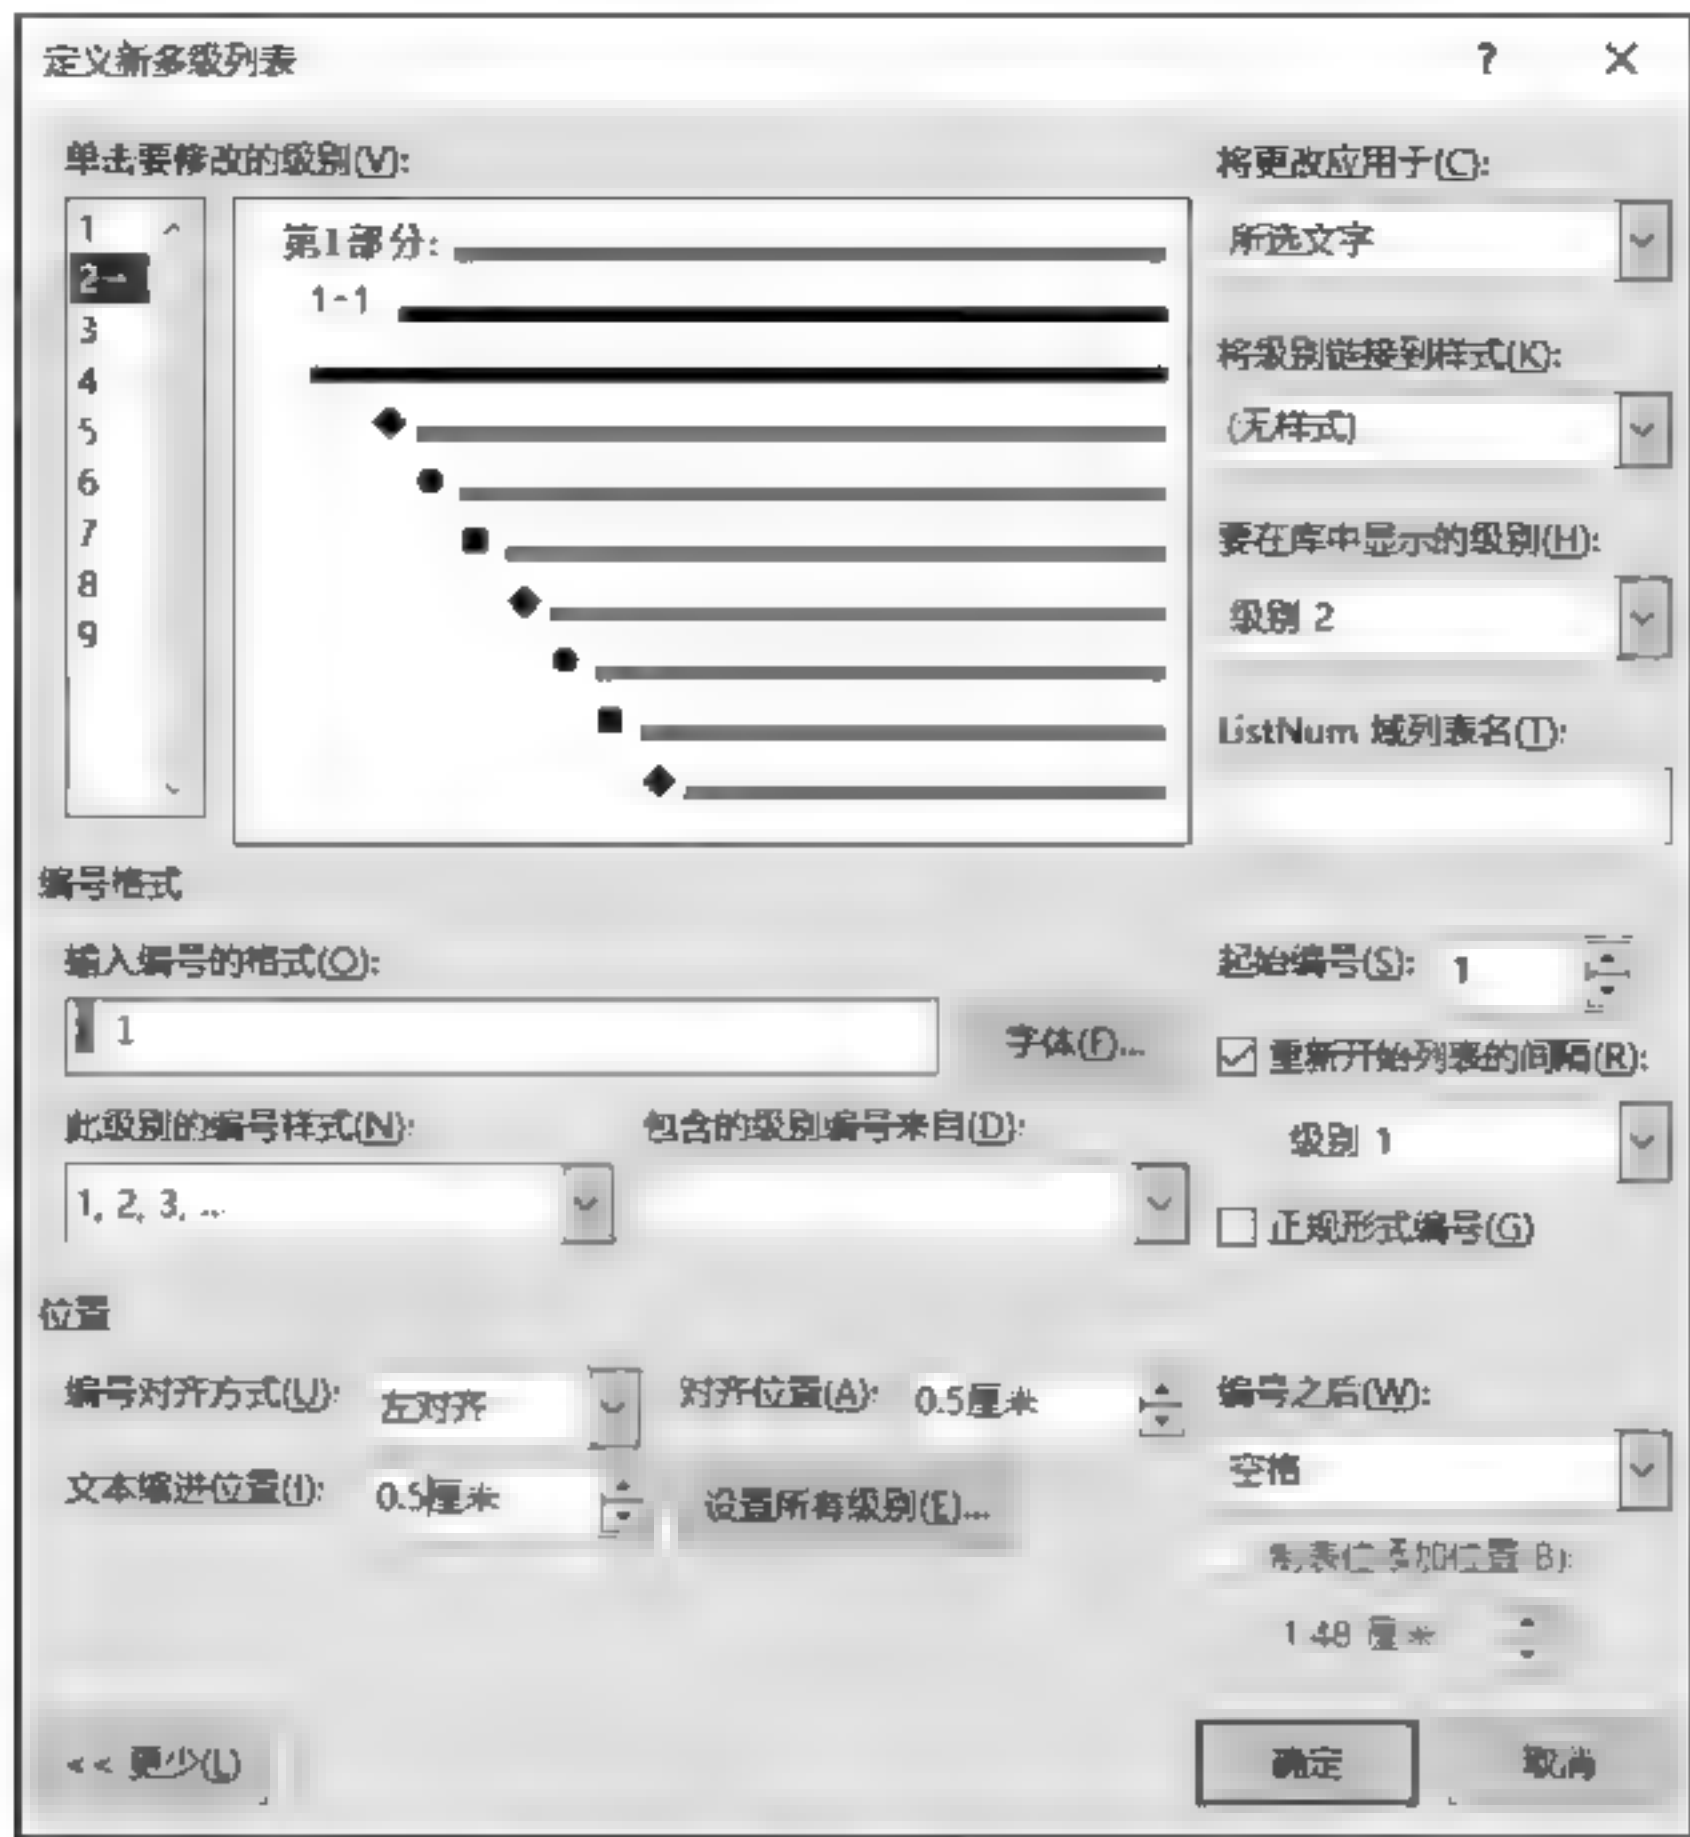 定义新多级列表 ? ×
单击要修改的级别(V):
1
2
3
4
5
6
7
8
9
第1部分:
1-1
将更改应用于(C):
所选文字
将级别链接到样式(K):
(无样式)
要在库中显示的级别(H):
级别 2
ListNum 域列表名(T):
编号格式
输入编号的格式(O):
1
字体(F)...
起始编号(S): 1
重新开始列表的间隔(R):
级别 1
此级别的编号样式(N):
1, 2, 3, ...
包含的级别编号来自(D):
正规形式编号(G)
位置
编号对齐方式(U): 左对齐
对齐位置(A): 0.5厘米
编号之后(W):
空格
文本缩进位置(I): 0.5厘米
设置所有级别(E)...
制表位添加位置(B):
1.48 厘米
<< 更少(L)
确定
取消